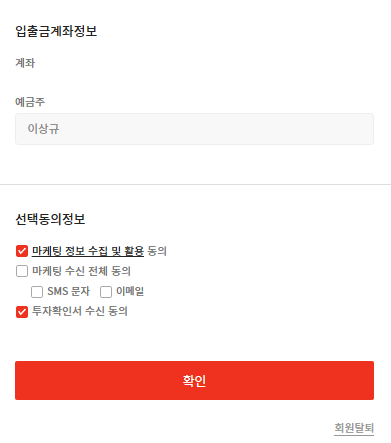 입출금계좌정보
계좌
예금주
이상규
선택동의정보
마케팅 정보 수집 및 활용 동의
마케팅 수신 전체 동의
SMS 문자 이메일
투자확인서 수신 동의
확인
회원탈퇴